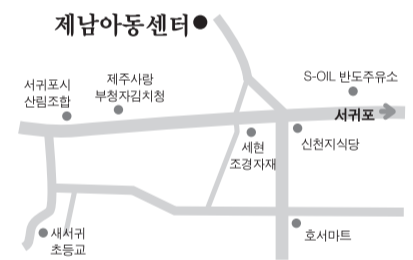 제남아동센터
S-OIL 반도주유소
제주사랑
부청자김치청
서귀포시
산림조합
서귀포
신천지식당
세현
조경자재
새서귀
초등교
호서마트